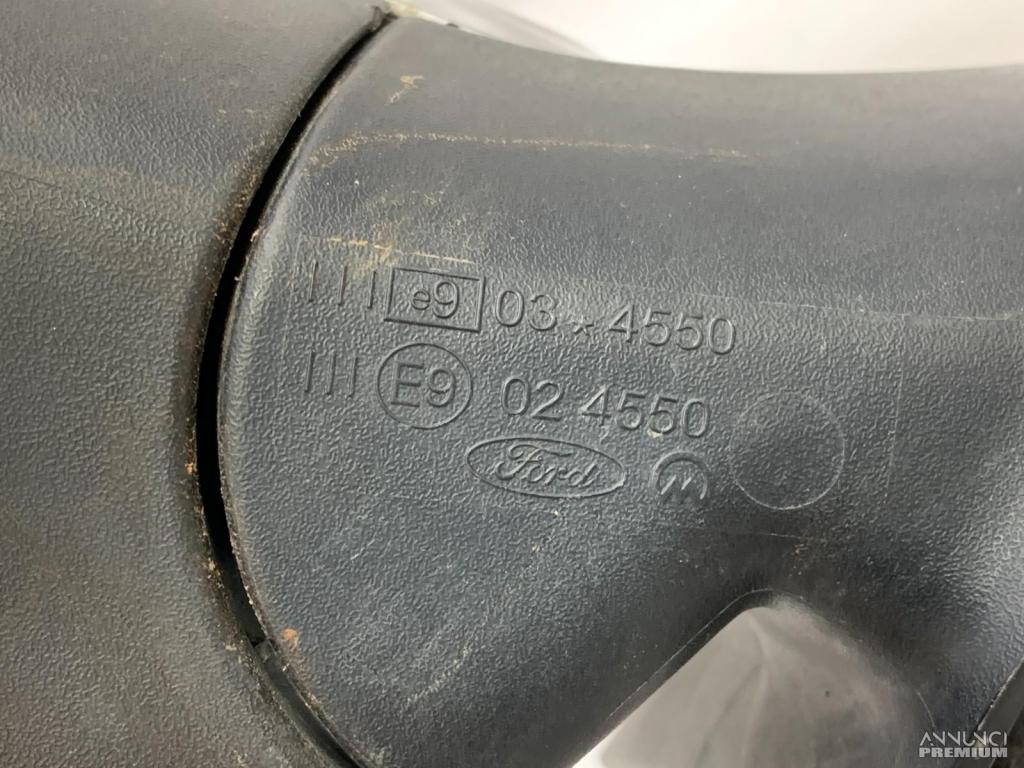 III e9 03*4550
III E9 02 4550
Ford
ANNUNCI
PREMIUM